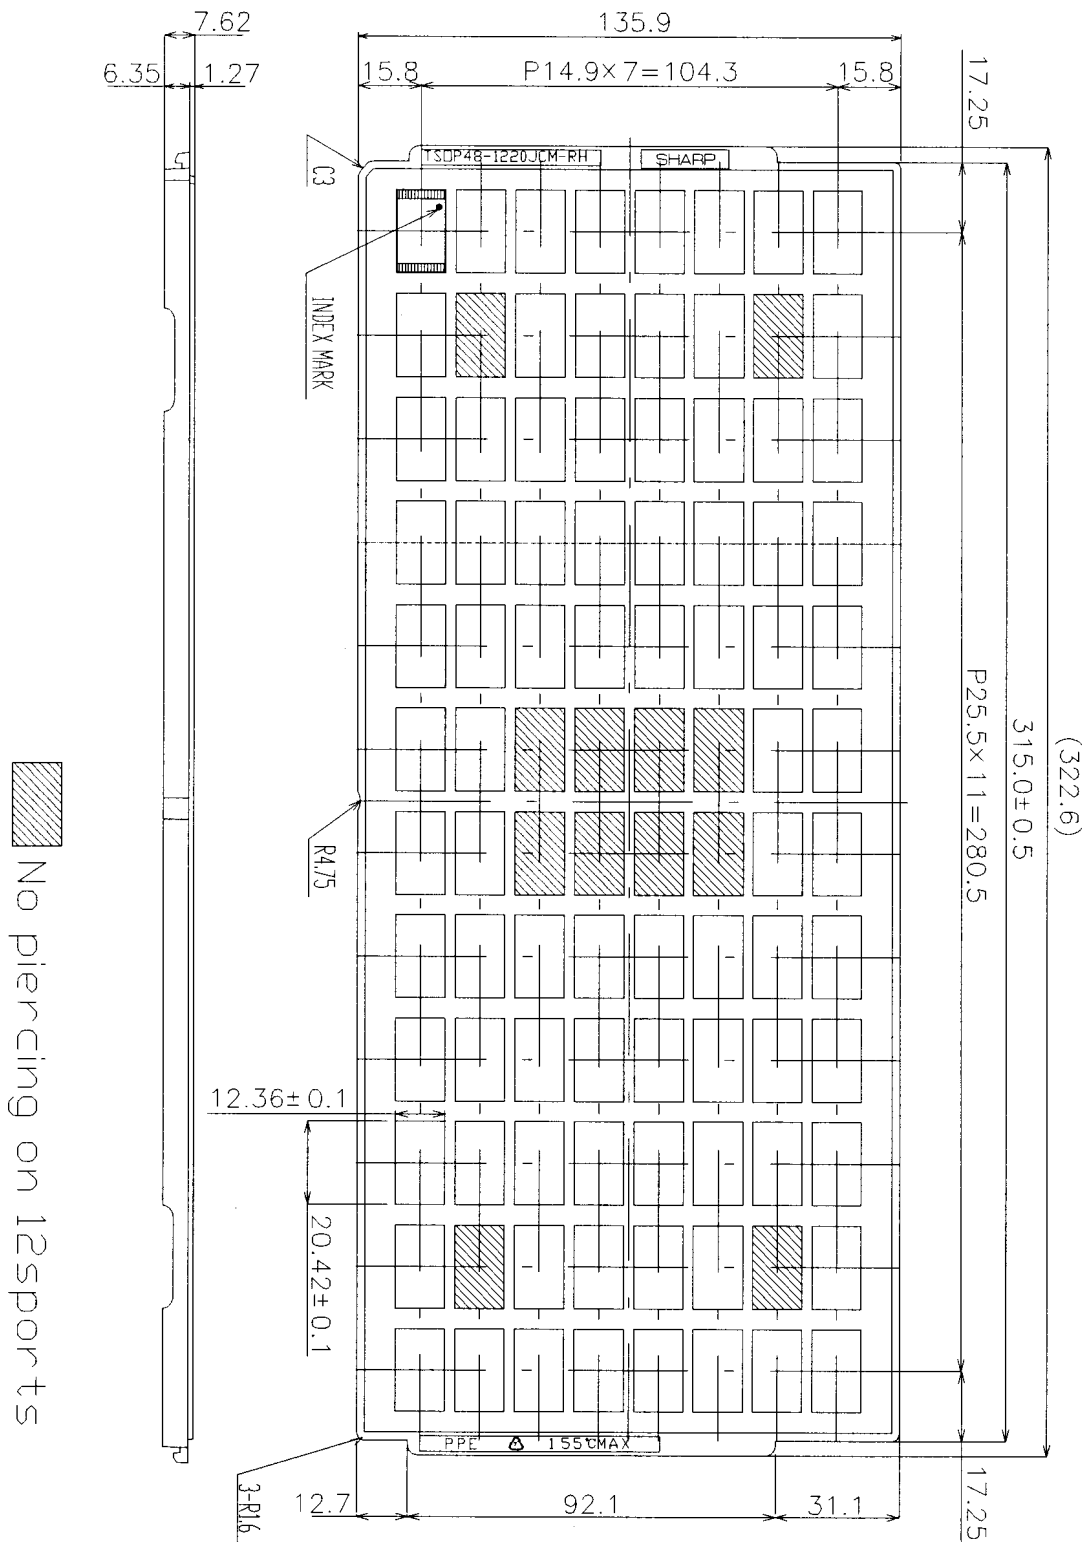 7.62
6.35
1.27
135.9
15.8
P14.9×7=104.3
15.8
17.25
C3
TSOP48-1220JCM-RH
SHARP
INDEX MARK
(322.6)
315.0±0.5
P25.5×11=280.5
R4.75
12.36±0.1
20.42±0.1
PPE
155℃MAX
3-R1.6
12.7
92.1
31.1
17.25
No piercing on 12sports